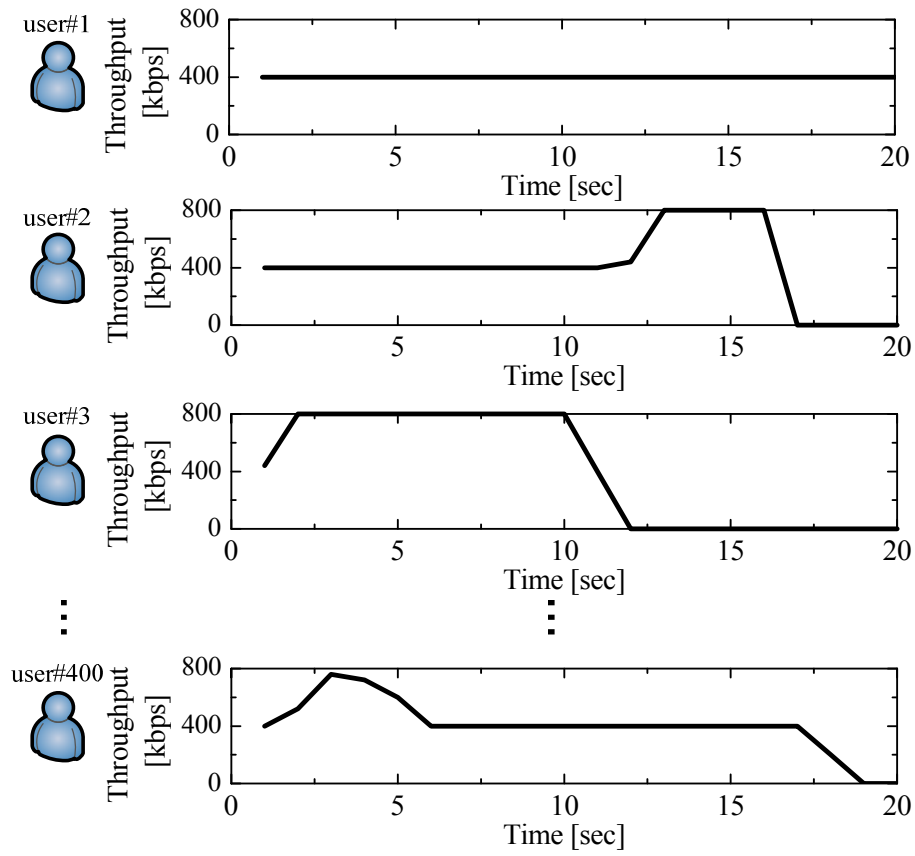 user#1
Throughput
[kbps]
800
400
0
0 5 10 15 20
Time [sec]
user#2
Throughput
[kbps]
800
400
0
0 5 10 15 20
Time [sec]
user#3
Throughput
[kbps]
800
400
0
0 5 10 15 20
Time [sec]
user#400
Throughput
[kbps]
800
400
0
0 5 10 15 20
Time [sec]